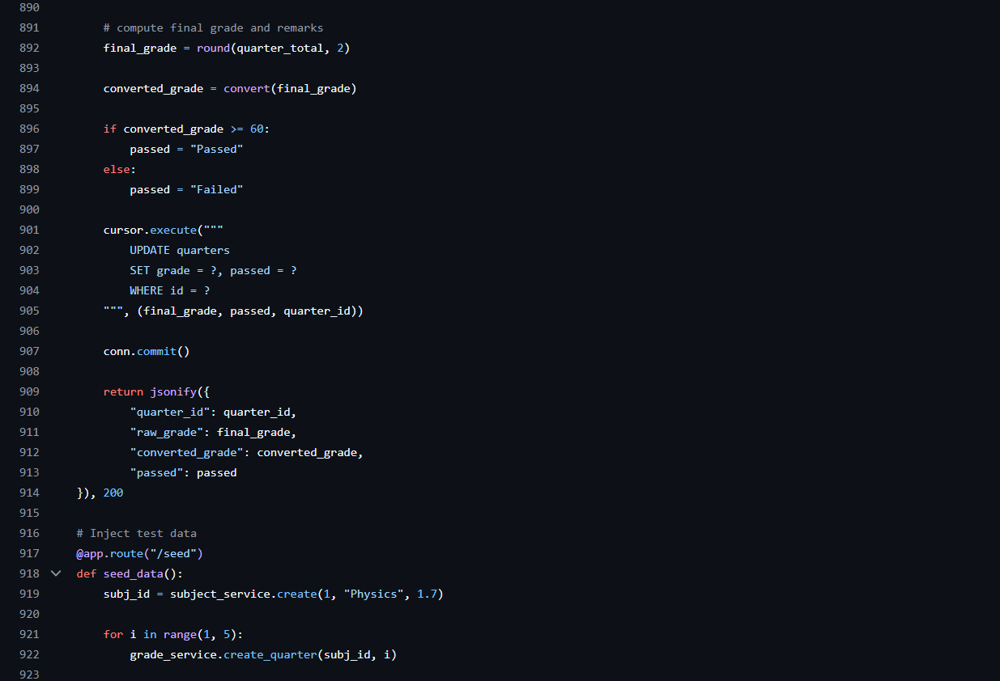 890
891 # compute final grade and remarks
892 final_grade = round(quarter_total, 2)
893
894 converted_grade = convert(final_grade)
895
896 if converted_grade >= 60:
897 passed = "Passed"
898 else:
899 passed = "Failed"
900
901 cursor.execute("""
902 UPDATE quarters
903 SET grade = ?, passed = ?
904 WHERE id = ?
905 """, (final_grade, passed, quarter_id))
906
907 conn.commit()
908
909 return jsonify({
910 "quarter_id": quarter_id,
911 "raw_grade": final_grade,
912 "converted_grade": converted_grade,
913 "passed": passed
914 }), 200
915
916 # Inject test data
917 @app.route("/seed")
918 def seed_data():
919 subj_id = subject_service.create(1, "Physics", 1.7)
920
921 for i in range(1, 5):
922 grade_service.create_quarter(subj_id, i)
923